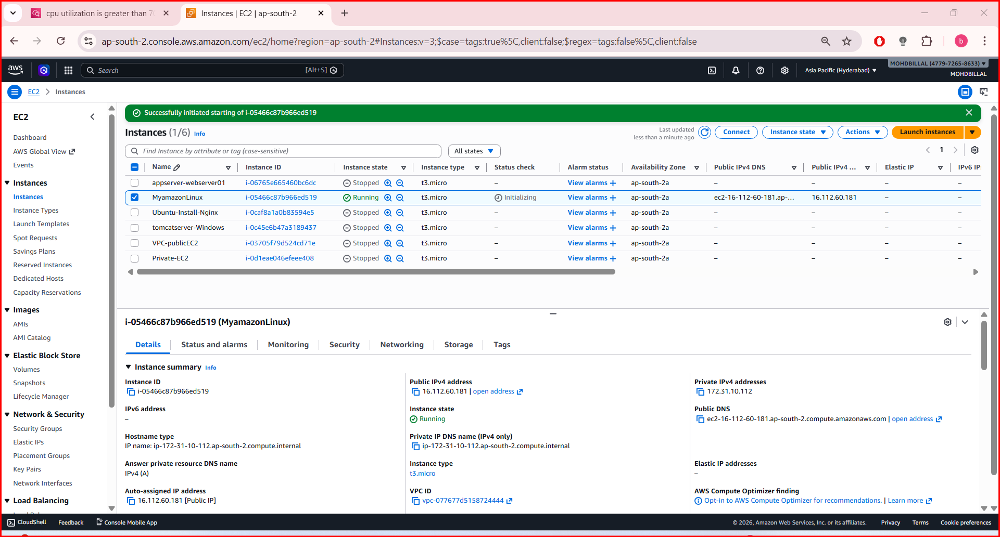 cpu utilization is greater than 70
Instances | EC2 | ap-south-2
ap-south-2.console.aws.amazon.com/ec2/home?region=ap-south-2#Instances:v=3;$case=tags:true%5C,client:false;$regex=tags:false%5C,client:false
b
aws
Search [Alt+S]
Asia Pacific (Hyderabad)
MOHDBILLAL (4779-7265-8633)
MOHDBILLAL
EC2 > Instances
EC2
Dashboard
AWS Global View
Events
Instances
Instances
Instance Types
Launch Templates
Spot Requests
Savings Plans
Reserved Instances
Dedicated Hosts
Capacity Reservations
Images
AMIs
AMI Catalog
Elastic Block Store
Volumes
Snapshots
Lifecycle Manager
Network & Security
Security Groups
Elastic IPs
Placement Groups
Key Pairs
Network Interfaces
Load Balancing
Successfully initiated starting of i-05466c87b966ed519
Instances (1/6) Info
Last updated
less than a minute ago
Connect Instance state Actions Launch instances
Find Instance by attribute or tag (case-sensitive) All states 1
Name Instance ID Instance state Instance type Status check Alarm status Availability Zone Public IPv4 DNS Public IPv4 ... Elastic IP IPv6 IPs
appserver-webserver01 i-06765e665460bc6dc Stopped t3.micro – View alarms + ap-south-2a – – – –
MyamazonLinux i-05466c87b966ed519 Running t3.micro Initializing View alarms + ap-south-2a ec2-16-112-60-181.ap-... 16.112.60.181 – –
Ubuntu-Install-Nginx i-0caf8a1a0b83594e5 Stopped t3.micro – View alarms + ap-south-2a – – – –
tomcatserver-Windows i-0c45e6b47a3189437 Stopped t3.micro – View alarms + ap-south-2a – – – –
VPC-publicEC2 i-03705f79d524cd71e Stopped t3.micro – View alarms + ap-south-2a – – – –
Private-EC2 i-0d1eae046efeee408 Stopped t3.micro – View alarms + ap-south-2a – – – –
i-05466c87b966ed519 (MyamazonLinux)
Details Status and alarms Monitoring Security Networking Storage Tags
Instance summary Info
Instance ID
i-05466c87b966ed519
Public IPv4 address
16.112.60.181 | open address
Private IPv4 addresses
172.31.10.112
IPv6 address
–
Instance state
Running
Public DNS
ec2-16-112-60-181.ap-south-2.compute.amazonaws.com | open address
Hostname type
IP name: ip-172-31-10-112.ap-south-2.compute.internal
Private IP DNS name (IPv4 only)
ip-172-31-10-112.ap-south-2.compute.internal
Answer private resource DNS name
IPv4 (A)
Instance type
t3.micro
Elastic IP addresses
–
Auto-assigned IP address
16.112.60.181 [Public IP]
VPC ID
vpc-077677d5158724444
AWS Compute Optimizer finding
Opt-in to AWS Compute Optimizer for recommendations. | Learn more
CloudShell Feedback Console Mobile App
© 2026, Amazon Web Services, Inc. or its affiliates. Privacy Terms Cookie preferences